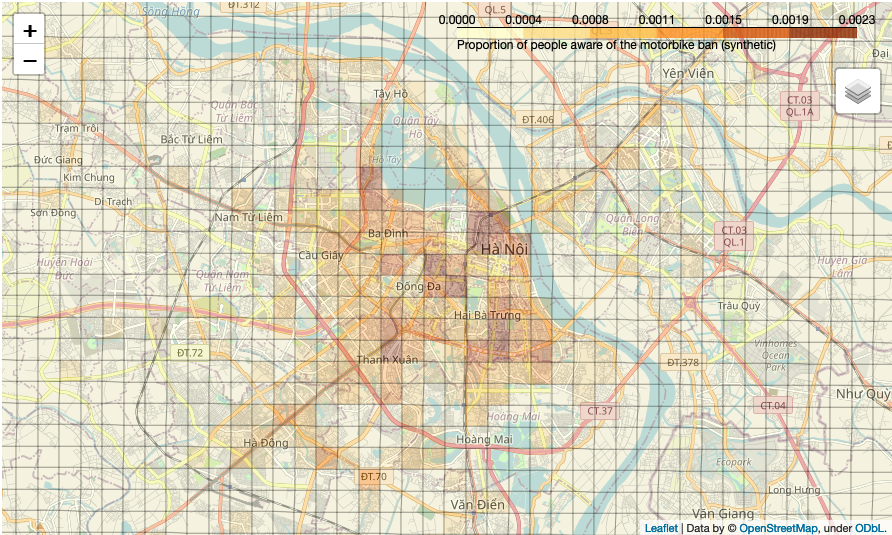 Sông Hồng
ĐT.312
QL.5
0.0000 0.0004 0.0008 0.0011 0.0015 0.0019 0.0023
Proportion of people aware of the motorbike ban (synthetic)
+
−
Đại
Yên Viên
Tây Hồ
CT.03
QL.1A
Quận Bắc
Từ Liêm
Quận Tây
Hồ
ĐT.406
Trạm Trôi
Bắc Từ Liêm
Đức Giang
Hồ Tây
Kim Chung
Di Trạch
Sơn Đồng
Nam Từ Liêm
Quận Long
Biên
Ba Đình
CT.03
QL.1
Hà Nội
Cầu Giấy
Huyện Hoài
Đức
Huyện Gia
Lâm
Quận Nam
Từ Liêm
Đống Đa
Trâu Quỳ
Hai Bà Trưng
Vinhomes
Ocean
Park
ĐT.72
Thanh Xuân
ĐT.378
Như Quỳ
CT.37
CT.04
Hoàng Mai
Hà Đông
Hoàng Mai
Ecopark
ĐT.70
Long Hưng
Văn Điển
Văn Giang
Leaflet | Data by © OpenStreetMap, under ODbL.